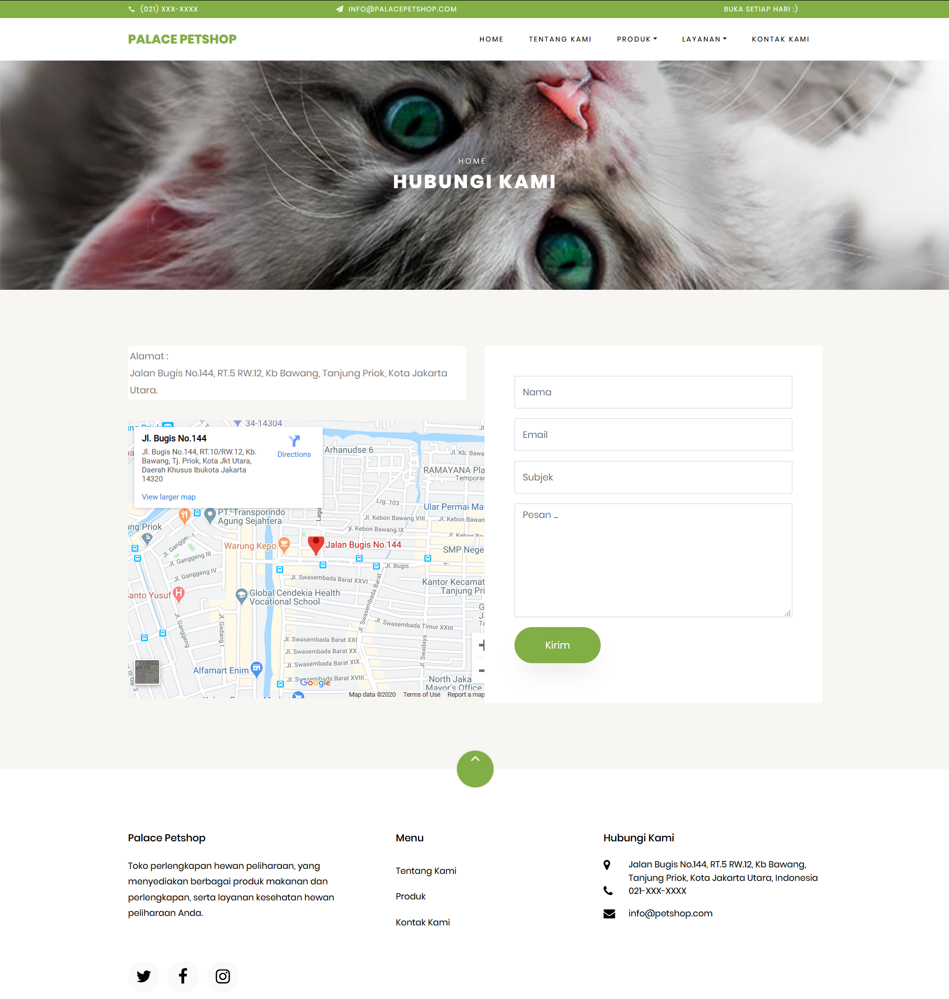 (021) XXX-XXXX
INFO@PALACEPETSHOP.COM
BUKA SETIAP HARI :)
PALACE PETSHOP
HOME
TENTANG KAMI
PRODUK
LAYANAN
KONTAK KAMI
HOME
HUBUNGI KAMI
Alamat :
Jalan Bugis No.144, RT.5 RW.12, Kb Bawang, Tanjung Priok, Kota Jakarta
Utara.
34-14304
Jl. Bugis No.144
Jl. Bugis No.144, RT.10/RW.12, Kb.
Bawang, Tj. Priok, Kota Jkt Utara,
Daerah Khusus Ibukota Jakarta
14320
Directions
View larger map
Arhanudse 6
Jl. Kb. Bawa
RAMAYANA Pla
Temporar
Lrg. 103
Ular Permai Ma
Lago
PT. Transporindo
Agung Sejahtera
Jl. Kebon Bawang VIII
Jl. Kebon Bawan
ung Priok
Jl. Kebon Bawang IX
Jl. Kebon Ba
Jl. Ganggeng I
Warung Kepo
Jalan Bugis No.144
SMP Nege
Jl. Ganggeng III
Jl. Bugis
Jl. Ganggeng IV
Jl. Swasembada Barat XXVI
Jl. Swasembada Barat
Kantor Kecamat
Tanjung Pri
Santo Yusuf
Global Cendekia Health
Vocational School
Jl. Ganggeng
Jl. Gadang I
Jl. Swasembada Timur XXIII
Jl. Swasembada Barat XXI
Jl. Swadaya
Jl. Swasembada Barat XX
Jl. Swasembada Barat XIX
Alfamart Enim
Jl. Swasembada Barat XVIII
Google
North Jaka
Mayor's Office
Map data ©2020
Terms of Use
Report a map
Nama
Email
Subjek
Pesan ...
Kirim
Palace Petshop
Toko perlengkapan hewan peliharaan, yang
menyediakan berbagai produk makanan dan
perlengkapan, serta layanan kesehatan hewan
peliharaan Anda.
Menu
Tentang Kami
Produk
Kontak Kami
Hubungi Kami
Jalan Bugis No.144, RT.5 RW.12, Kb Bawang,
Tanjung Priok, Kota Jakarta Utara, Indonesia
021-XXX-XXXX
info@petshop.com